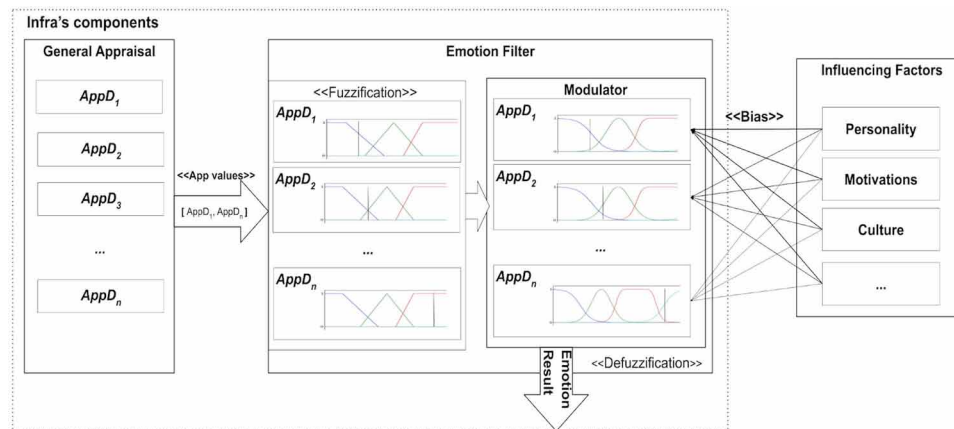 Infra's components
General Appraisal
AppD1
AppD2
AppD3
...
AppDn
<<App values>>
[ AppD1, AppDn ]
Emotion Filter
<<Fuzzification>>
AppD1
AppD2
...
AppDn
Modulator
AppD1
AppD2
...
AppDn
<<Defuzzification>>
Emotion
Result
<<Bias>>
Influencing Factors
Personality
Motivations
Culture
...